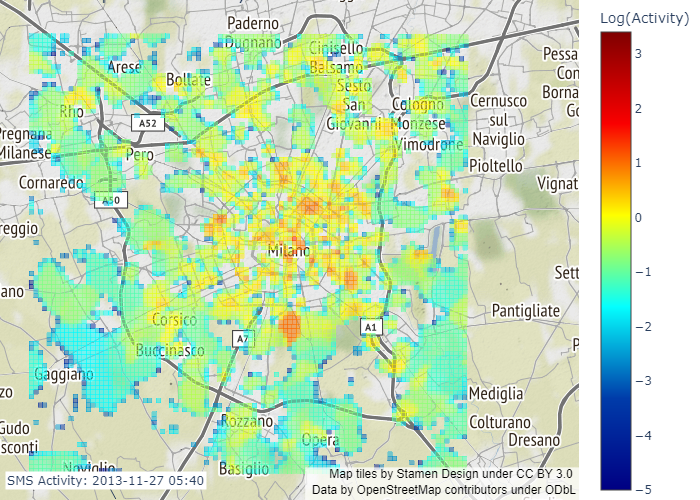 Paderno
Dugnano
Cinisello
Balsamo
Arese
Bollate
Sesto
San
Giovanni
Cologno
Monzese
Cernusco
sul
Naviglio
Pessa
Con
Borna
Go
Rho
A52
Pregnana
Milanese
Pero
Vimodrone
Pioltello
Cornaredo
A50
Vignat
reggio
Milano
Sett
ano
Pantigliate
Corsico
A7
A1
P
Buccinasco
Gaggiano
zo
Mediglia
Gudo
sconti
Rozzano
Opera
Colturano
Dresano
Noviglio
Basiglio
SMS Activity: 2013-11-27 05:40
Map tiles by Stamen Design under CC BY 3.0
Data by OpenStreetMap contributors under ODbL
Log(Activity)
3
2
1
0
−1
−2
−3
−4
−5